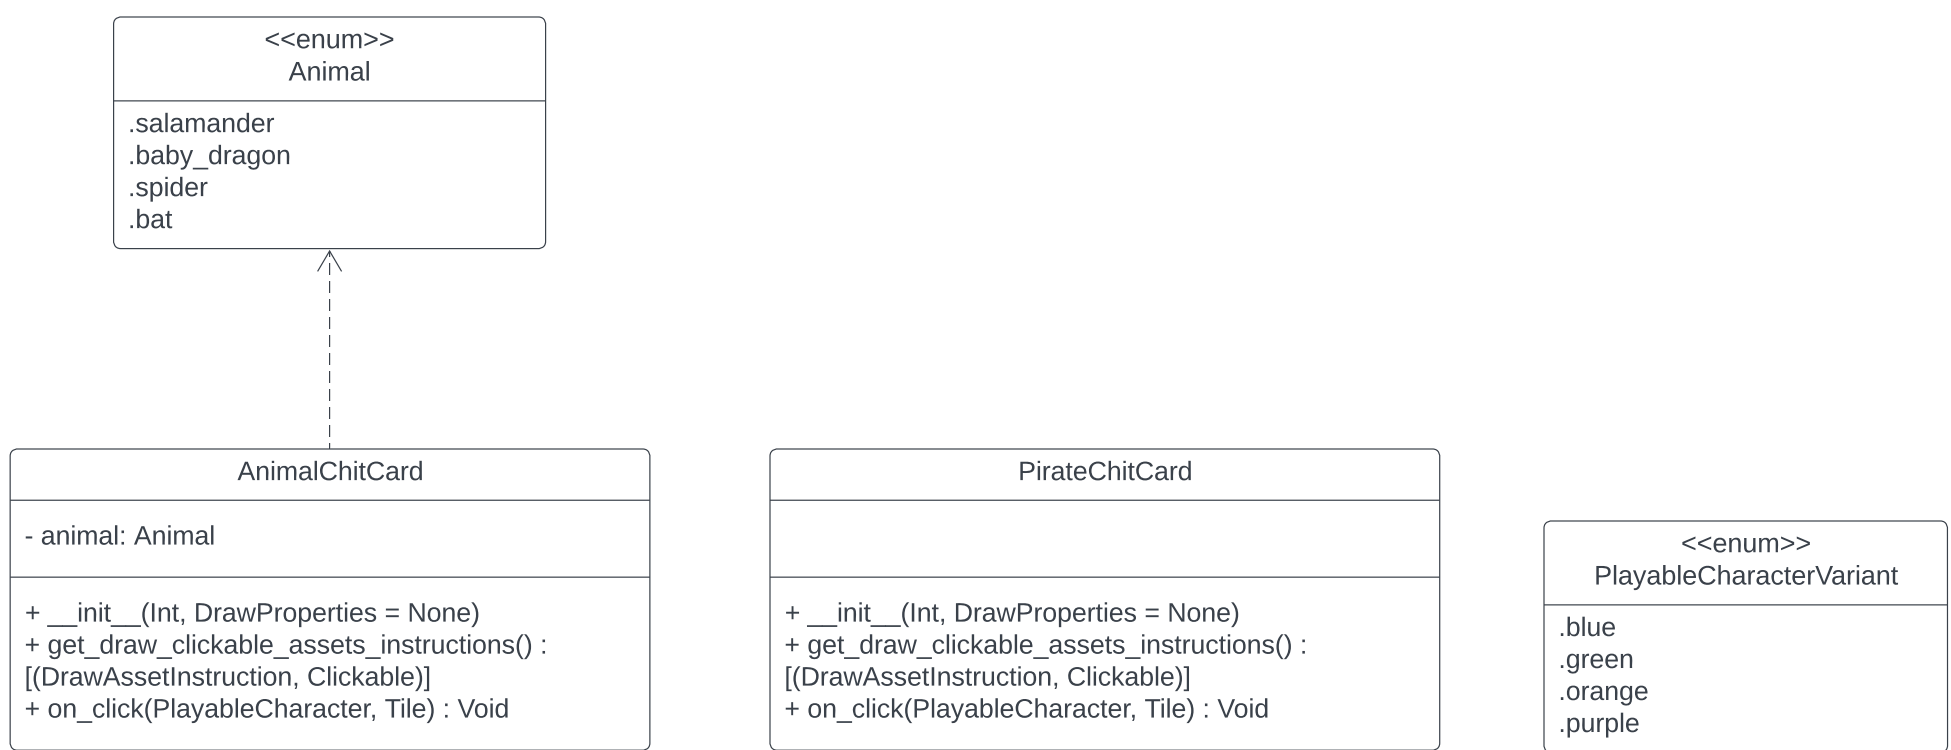 <<enum>>
Animal
.salamander
.baby_dragon
.spider
.bat
AnimalChitCard
- animal: Animal
+ __init__(Int, DrawProperties = None)
+ get_draw_clickable_assets_instructions() :
[(DrawAssetInstruction, Clickable)]
+ on_click(PlayableCharacter, Tile) : Void
PirateChitCard
+ __init__(Int, DrawProperties = None)
+ get_draw_clickable_assets_instructions() :
[(DrawAssetInstruction, Clickable)]
+ on_click(PlayableCharacter, Tile) : Void
<<enum>>
PlayableCharacterVariant
.blue
.green
.orange
.purple